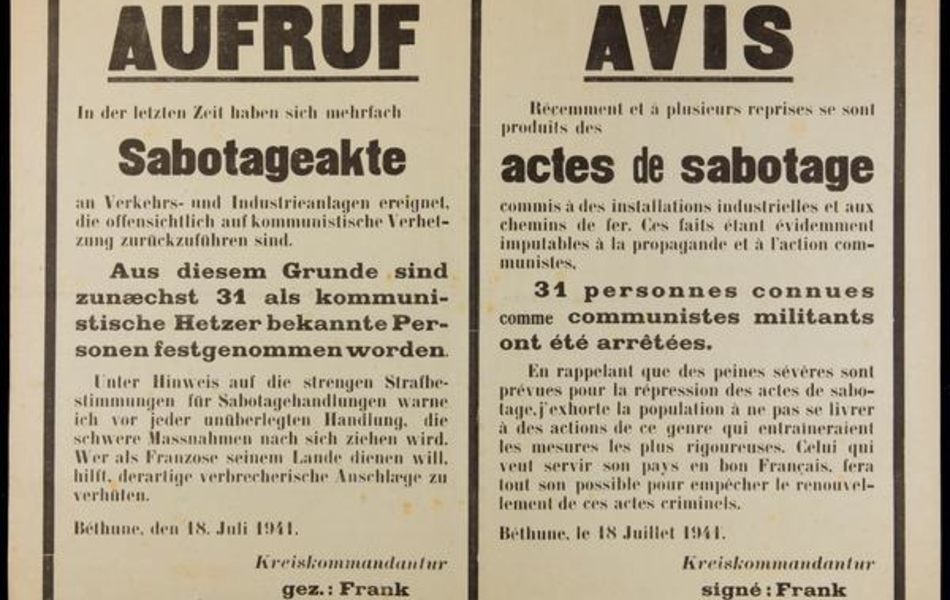 AUFRUF
In der letzten Zeit haben sich mehrfach
Sabotageakte
an Verkehrs- und Industrieanlagen ereignet,
die offensichtlich auf kommunistische Verhet-
zung zurückzuführen sind.
Aus diesem Grunde sind
zunæchst 31 als kommuni-
stische Hetzer bekannte Per-
sonen festgenommen worden.
Unter Hinweis auf die strengen Strafbe-
stimmungen für Sabotagehandlungen warne
ich vor jeder unüberlegten Handlung, die
schwere Massnahmen nach sich ziehen wird.
Wer als Franzose seinem Lande dienen will,
hilft, derartige verbrecherische Anschlæge zu
verhüten.
Béthune, den 18. Juli 1941.
Kreiskommandantur
gez.: Frank
AVIS
Récemment et à plusieurs reprises se sont
produits des
actes de sabotage
commis à des installations industrielles et aux
chemins de fer. Ces faits étant évidemment
imputables à la propagande et à l'action com-
munistes,
31 personnes connues
comme communistes militants
ont été arrêtées.
En rappelant que des peines sévères sont
prévues pour la répression des actes de sabo-
tage, j'exhorte la population à ne pas se livrer
à des actions de ce genre qui entraîneraient
les mesures les plus rigoureuses. Celui qui
veut servir son pays en bon Français, fera
tout son possible pour empêcher le renouvel-
lement de ces actes criminels.
Béthune, le 18 Juillet 1941.
Kreiskommandantur
signé : Frank